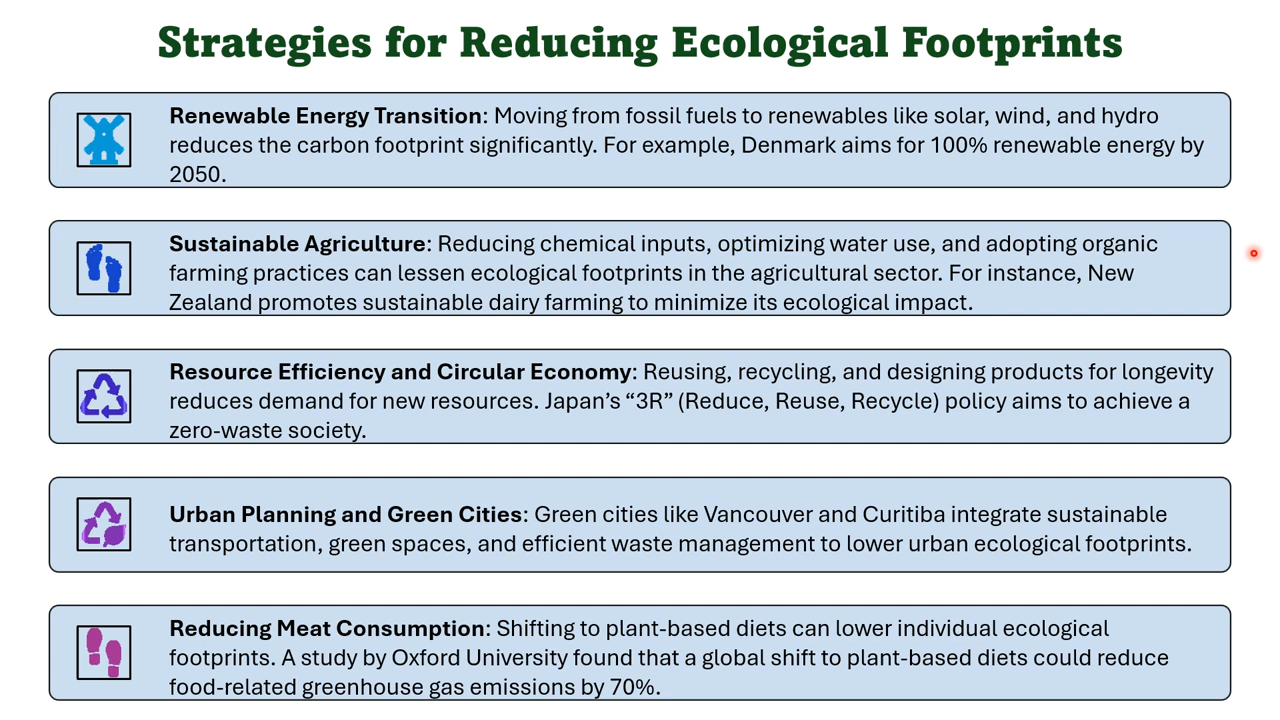 Strategies for Reducing Ecological Footprints
Renewable Energy Transition: Moving from fossil fuels to renewables like solar, wind, and hydro
reduces the carbon footprint significantly. For example, Denmark aims for 100% renewable energy by
2050.
Sustainable Agriculture: Reducing chemical inputs, optimizing water use, and adopting organic
farming practices can lessen ecological footprints in the agricultural sector. For instance, New
Zealand promotes sustainable dairy farming to minimize its ecological impact.
Resource Efficiency and Circular Economy: Reusing, recycling, and designing products for longevity
reduces demand for new resources. Japan’s “3R” (Reduce, Reuse, Recycle) policy aims to achieve a
zero-waste society.
Urban Planning and Green Cities: Green cities like Vancouver and Curitiba integrate sustainable
transportation, green spaces, and efficient waste management to lower urban ecological footprints.
Reducing Meat Consumption: Shifting to plant-based diets can lower individual ecological
footprints. A study by Oxford University found that a global shift to plant-based diets could reduce
food-related greenhouse gas emissions by 70%.